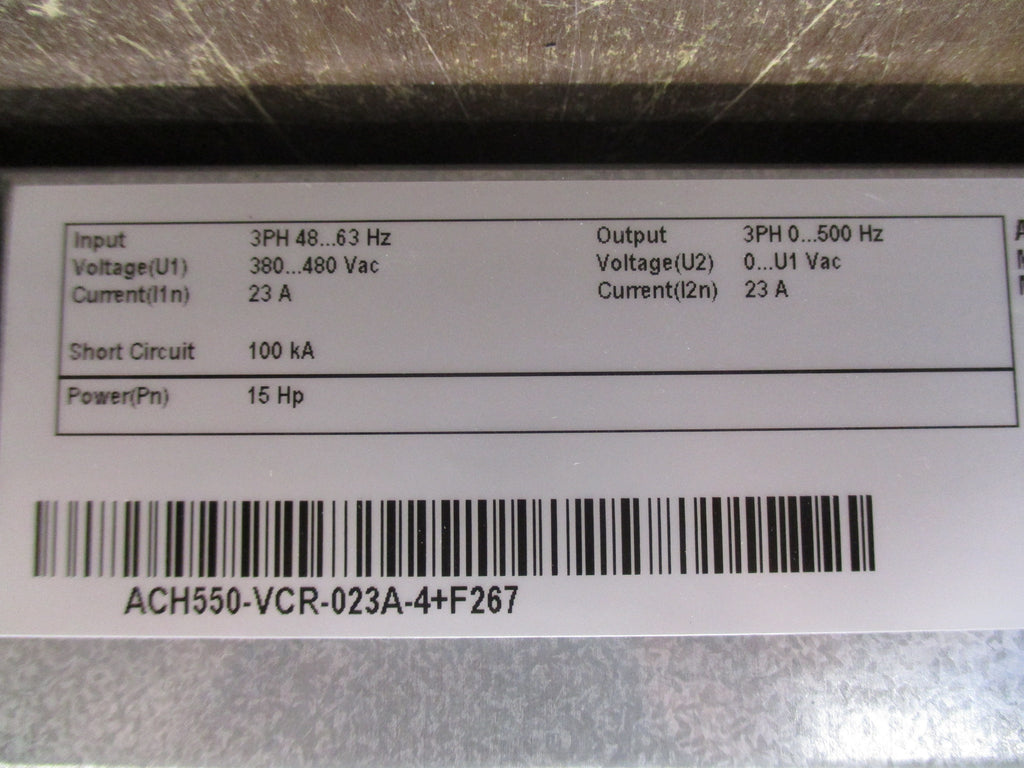 Input 3PH 48...63 Hz Output 3PH 0...500 Hz
Voltage(U1) 380...480 Vac Voltage(U2) 0...U1 Vac
Current(I1n) 23 A Current(I2n) 23 A
Short Circuit 100 kA
Power(Pn) 15 Hp
ACH550-VCR-023A-4+F267